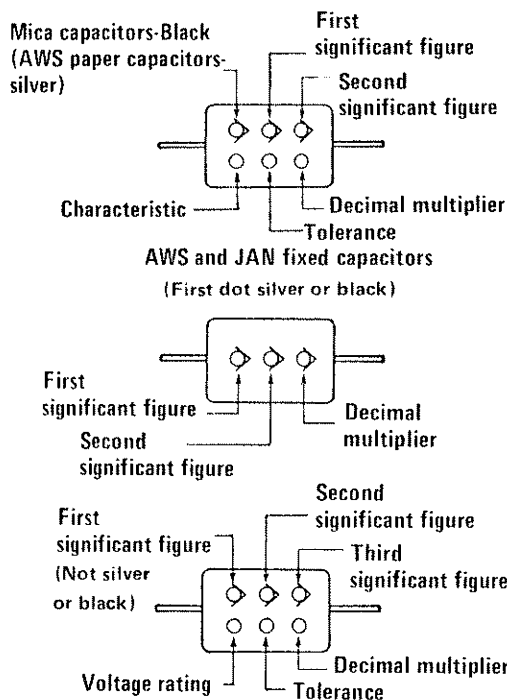 Mica capacitors-Black
(AWS paper capacitors-
silver)
First
significant figure
Second
significant figure
Characteristic
Decimal multiplier
Tolerance
AWS and JAN fixed capacitors
(First dot silver or black)
First
significant figure
Second
significant figure
Decimal
multiplier
First
significant figure
(Not silver
or black)
Second
significant figure
Third
significant figure
Voltage rating
Decimal multiplier
Tolerance